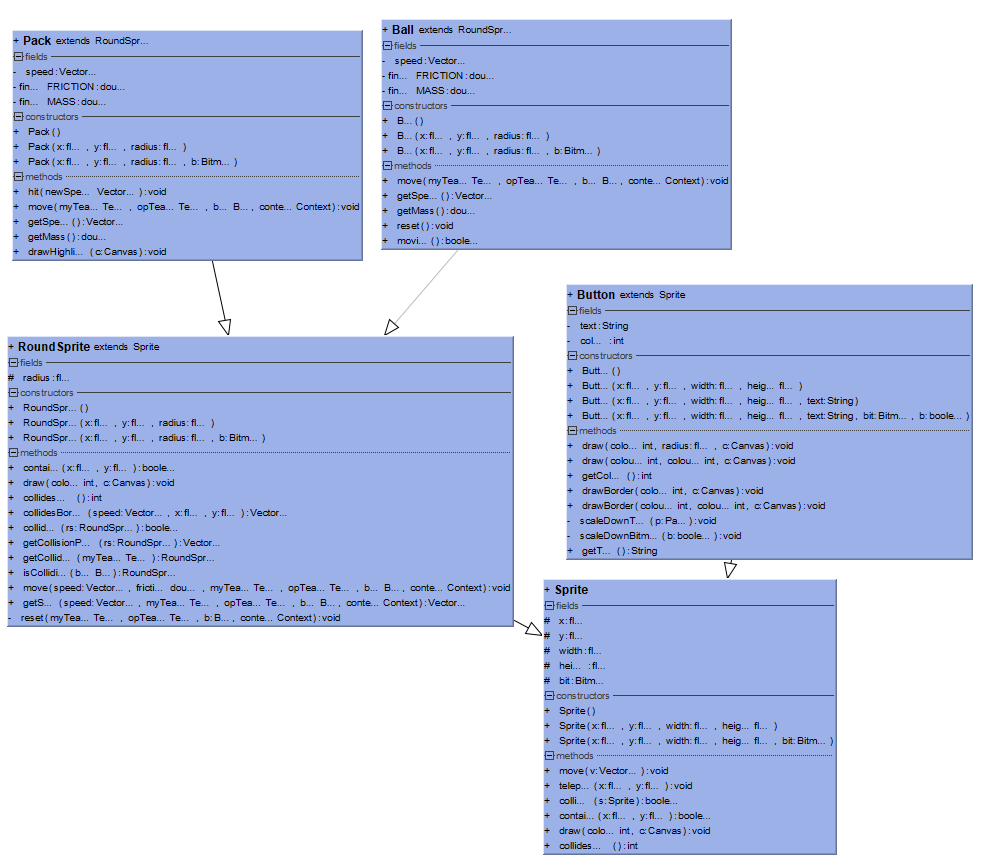 + Pack extends RoundSpr...
fields
- speed:Vector...
- fin... FRICTION:dou...
- fin... MASS:dou...
constructors
+ Pack()
+ Pack(x:fl... , y:fl... , radius:fl... )
+ Pack(x:fl... , y:fl... , radius:fl... , b:Bitm... )
methods
+ hit(newSpe... Vector... ):void
+ move(myTea... Te... , opTea... Te... , b... B... , conte... Context):void
+ getSpe... ():Vector...
+ getMass():dou...
+ drawHighli... (c:Canvas):void
+ Ball extends RoundSpr...
fields
- speed:Vector...
- fin... FRICTION:dou...
- fin... MASS:dou...
constructors
+ B... ()
+ B... (x:fl... , y:fl... , radius:fl... )
+ B... (x:fl... , y:fl... , radius:fl... , b:Bitm... )
methods
+ move(myTea... Te... , opTea... Te... , b... B... , conte... Context):void
+ getSpe... ():Vector...
+ getMass():dou...
+ reset():void
+ movi... ():boole...
+ Button extends Sprite
fields
- text:String
- col... :int
constructors
+ Butt... ()
+ Butt... (x:fl... , y:fl... , width:fl... , heig... fl... )
+ Butt... (x:fl... , y:fl... , width:fl... , heig... fl... , text:String)
+ Butt... (x:fl... , y:fl... , width:fl... , heig... fl... , text:String, bit:Bitm... , b:boole... )
methods
+ draw(colo... int, radius:fl... , c:Canvas):void
+ draw(colou... int, colou... int, c:Canvas):void
+ getCol... ():int
+ drawBorder(colo... int, c:Canvas):void
+ drawBorder(colou... int, colou... int, c:Canvas):void
- scaleDownT... (p:Pa... ):void
- scaleDownBitm... (b:boole... ):void
+ getT... ():String
+ RoundSprite extends Sprite
fields
# radius:fl...
constructors
+ RoundSpr... ()
+ RoundSpr... (x:fl... , y:fl... , radius:fl... )
+ RoundSpr... (x:fl... , y:fl... , radius:fl... , b:Bitm... )
methods
+ contai... (x:fl... , y:fl... ):boole...
+ draw(colo... int, c:Canvas):void
+ collides... ():int
+ collidesBor... (speed:Vector... , x:fl... , y:fl... ):Vector...
+ collid... (rs:RoundSpr... ):boole...
+ getCollisionP... (rs:RoundSpr... ):Vector...
+ getCollid... (myTea... Te... ):RoundSpr...
+ isCollidi... (b... B... ):RoundSpr...
+ move(speed:Vector... , fricti... dou... , myTea... Te... , opTea... Te... , b... B... , conte... Context):void
+ getS... (speed:Vector... , myTea... Te... , opTea... Te... , b... B... , conte... Context):Vector...
- reset(myTea... Te... , opTea... Te... , b:B... , conte... Context):void
+ Sprite
fields
# x:fl...
# y:fl...
# width:fl...
# hei... :fl...
# bit:Bitm...
constructors
+ Sprite()
+ Sprite(x:fl... , y:fl... , width:fl... , heig... fl... )
+ Sprite(x:fl... , y:fl... , width:fl... , heig... fl... , bit:Bitm... )
methods
+ move(v:Vector... ):void
+ telep... (x:fl... , y:fl... ):void
+ colli... (s:Sprite):boole...
+ contai... (x:fl... , y:fl... ):boole...
+ draw(colo... int, c:Canvas):void
+ collides... ():int